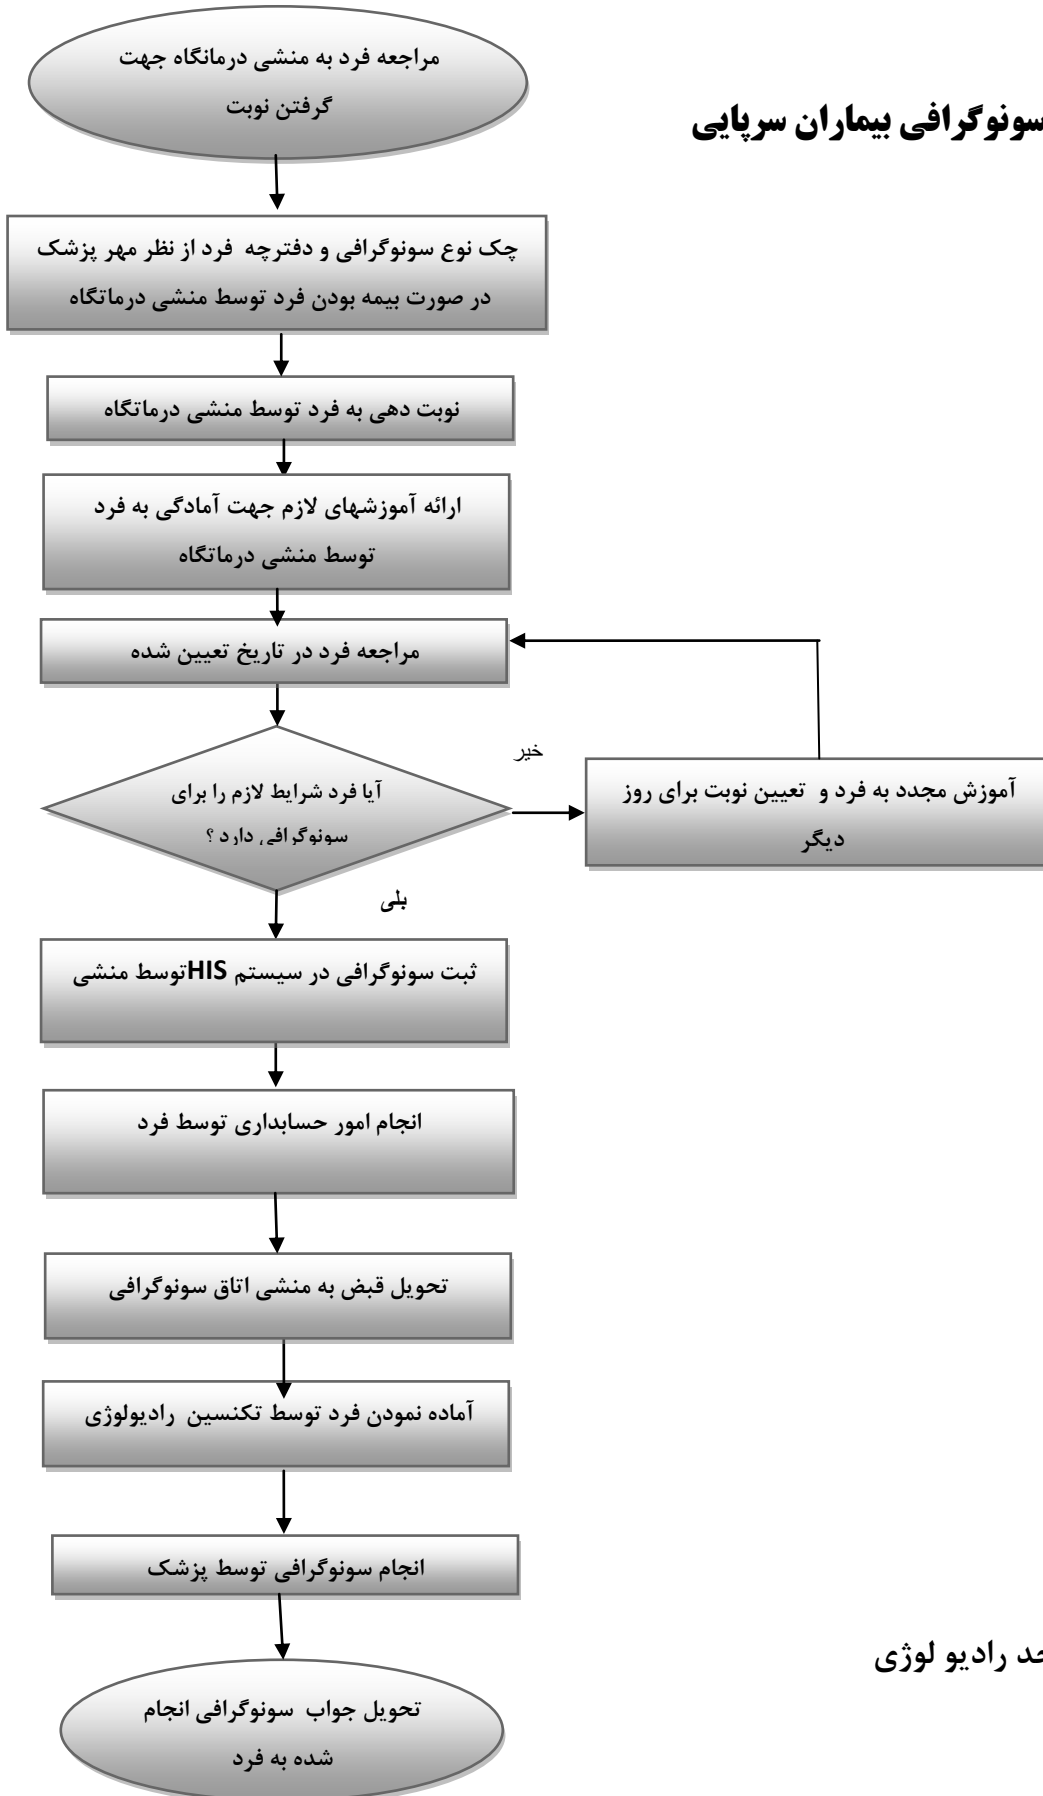 مراجعه فرد به منشی درمانگاه جهت
گرفتن نوبت
سونوگرافی بیماران سرپایی
چک نوع سونوگرافی و دفترچه فرد از نظر مهر پزشک
در صورت بیمه بودن فرد توسط منشی درماتگاه
نوبت دهی به فرد توسط منشی درماتگاه
ارائه آموزشهای لازم جهت آمادگی به فرد
توسط منشی درماتگاه
مراجعه فرد در تاریخ تعیین شده
خیر
آیا فرد شرایط لازم را برای
سونوگرافی دارد ؟
آموزش مجدد به فرد و تعیین نوبت برای روز
دیگر
بلی
ثبت سونوگرافی در سیستم HISتوسط منشی
انجام امور حسابداری توسط فرد
تحویل قبض به منشی اتاق سونوگرافی
آماده نمودن فرد توسط تکنسین رادیولوژی
انجام سونوگرافی توسط پزشک
رادیو لوژی
تحویل جواب سونوگرافی انجام
شده به فرد